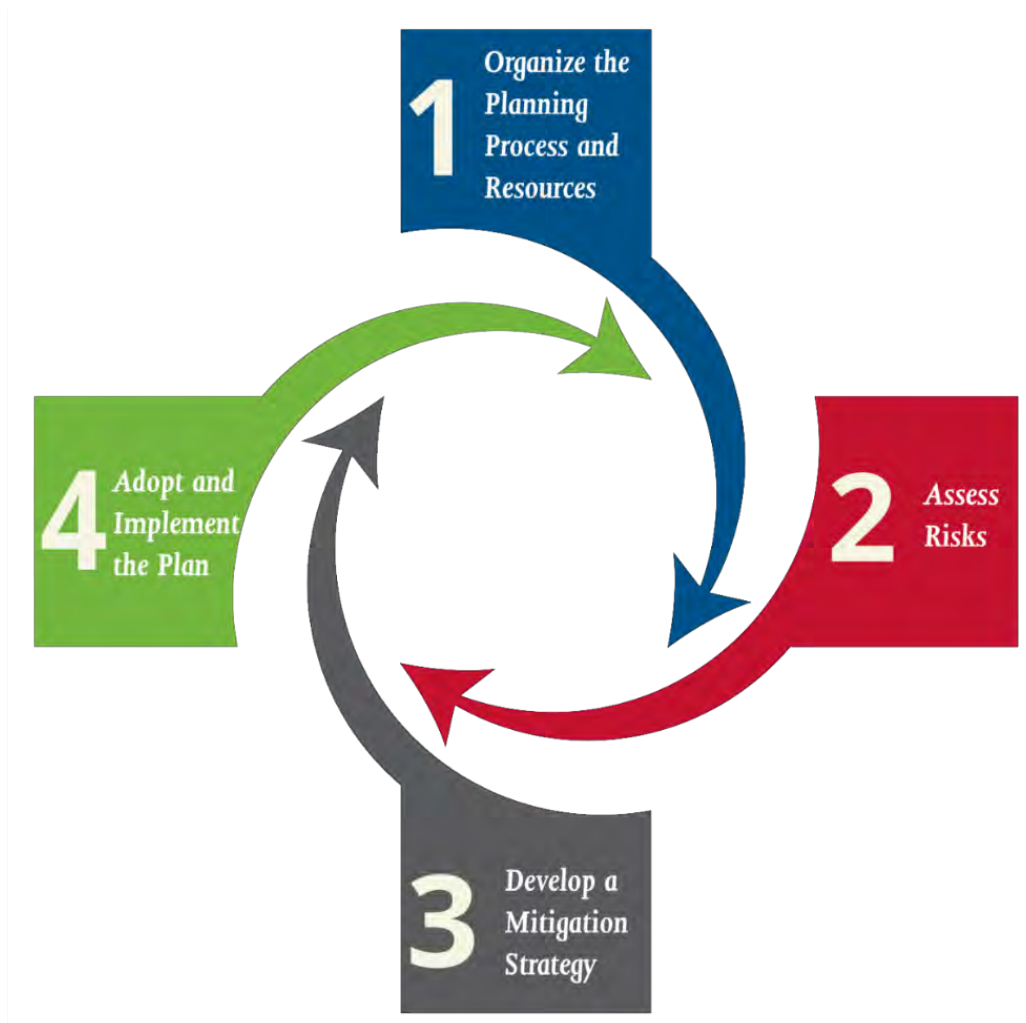 1
Organize the
Planning
Process and
Resources
2
Assess
Risks
3
Develop a
Mitigation
Strategy
4
Adopt and
Implement
the Plan